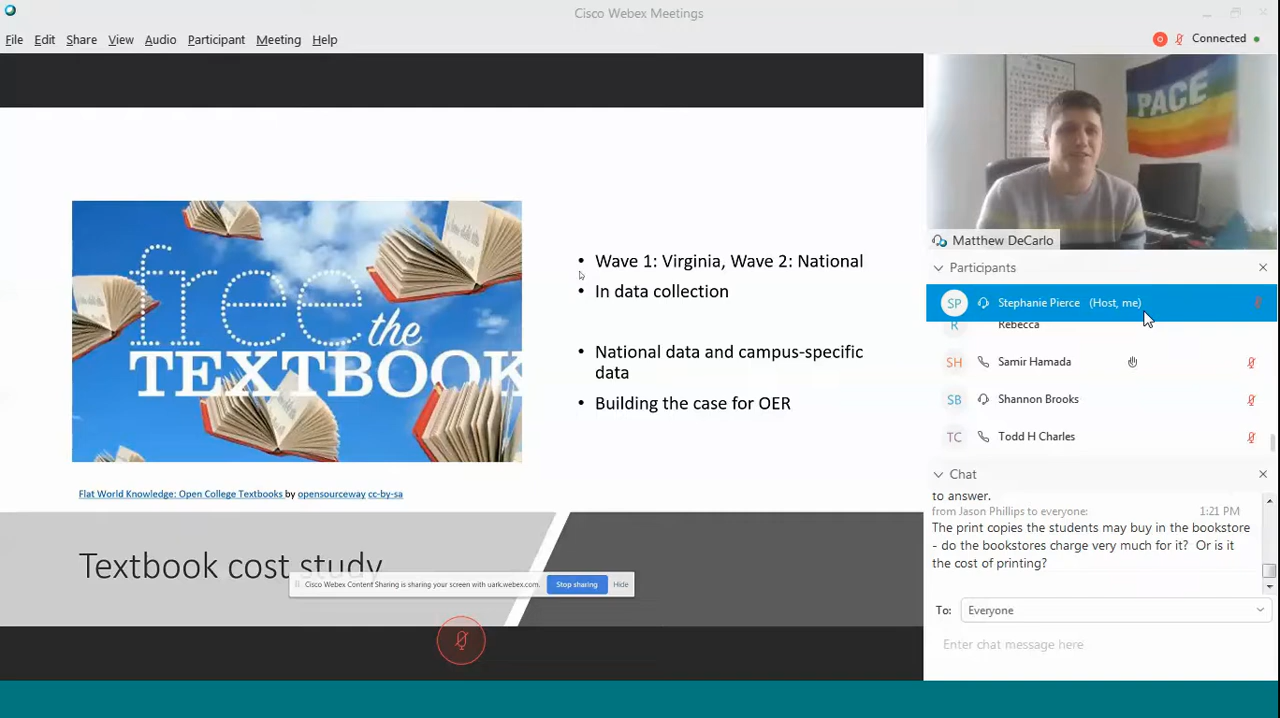 Cisco Webex Meetings
File Edit Share View Audio Participant Meeting Help
Connected
PACE
Matthew DeCarlo
Participants
SP Stephanie Pierce (Host, me)
R Rebecca
SH Samir Hamada
SB Shannon Brooks
TC Todd H Charles
Chat
to answer.
from Jason Phillips to everyone: 1:21 PM
The print copies the students may buy in the bookstore
- do the bookstores charge very much for it? Or is it
the cost of printing?
To: Everyone
Enter chat message here
free
the
TEXTBOOK
• Wave 1: Virginia, Wave 2: National
• In data collection
• National data and campus-specific
data
• Building the case for OER
Flat World Knowledge: Open College Textbooks by opensourceway cc-by-sa
Textbook cost study
Cisco Webex Content Sharing is sharing your screen with uark.webex.com. Stop sharing Hide